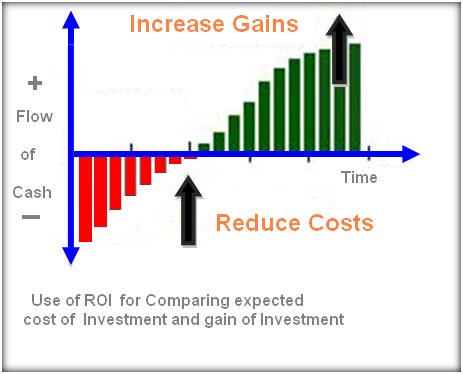 Increase Gains
+
Flow
of
Cash
–
Time
Reduce Costs
Use of ROI for Comparing expected
cost of Investment and gain of Investment